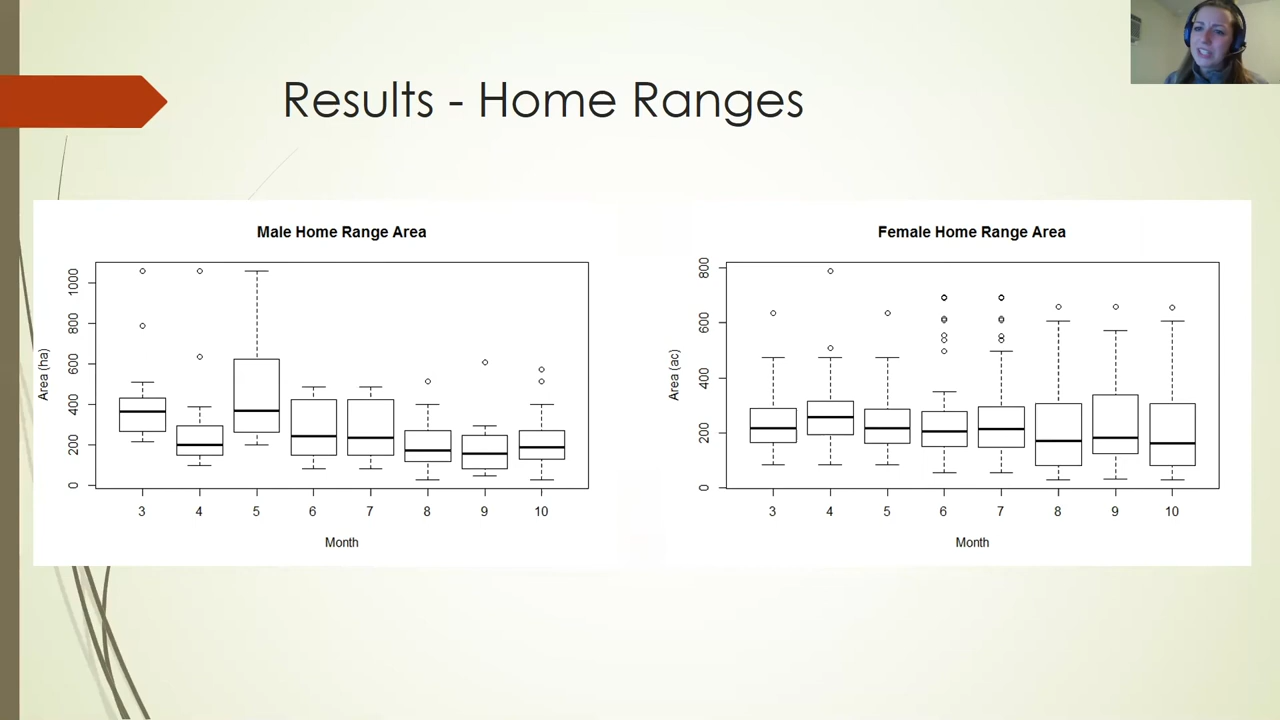 Results - Home Ranges
Male Home Range Area
Area (ha)
1000
800
600
400
200
0
3 4 5 6 7 8 9 10
Month
Female Home Range Area
Area (ac)
800
600
400
200
0
3 4 5 6 7 8 9 10
Month